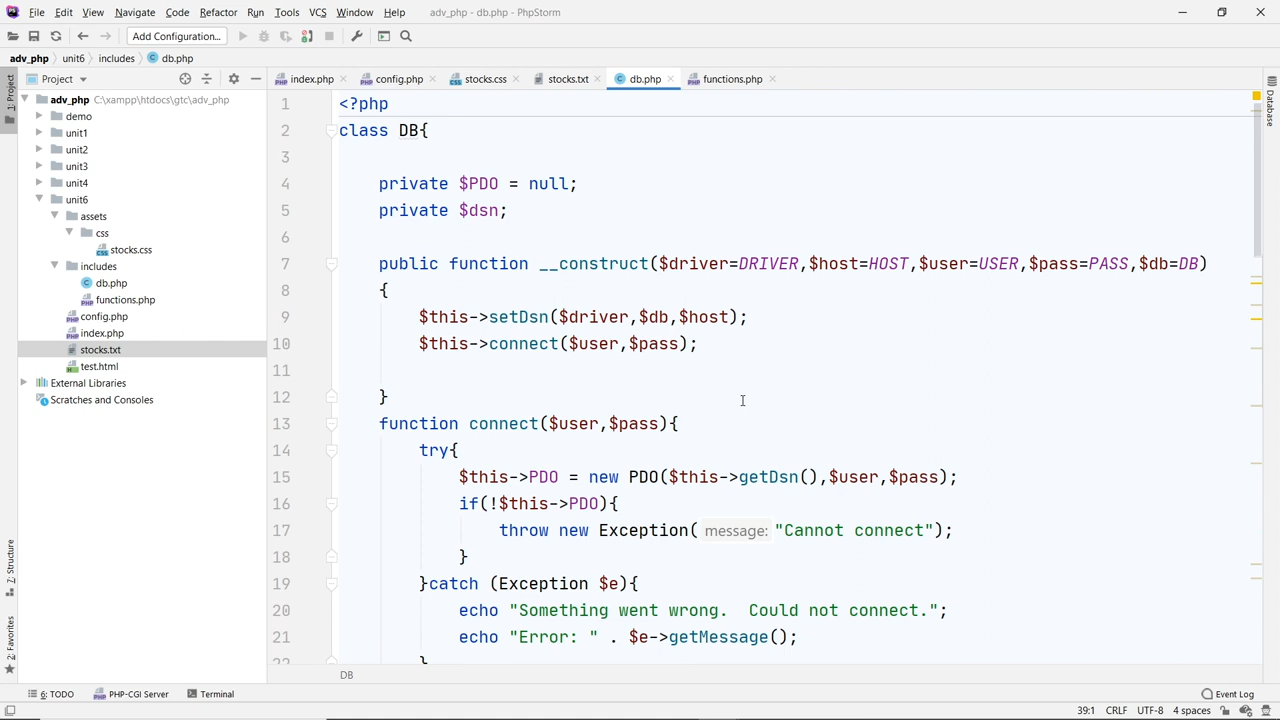 File Edit View Navigate Code Refactor Run Tools VCS Window Help adv_php - db.php - PhpStorm
Add Configuration...
adv_php unit6 includes db.php
Project
index.php config.php stocks.css stocks.txt db.php functions.php
1: Project
Z: Structure
2: Favorites
Database
adv_php C:\xampp\htdocs\gtc\adv_php
demo
unit1
unit2
unit3
unit4
unit6
assets
css
stocks.css
includes
db.php
functions.php
config.php
index.php
stocks.txt
test.html
External Libraries
Scratches and Consoles
1 <?php
2 class DB{
3
4 private $PDO = null;
5 private $dsn;
6
7 public function __construct($driver=DRIVER,$host=HOST,$user=USER,$pass=PASS,$db=DB)
8 {
9 $this->setDsn($driver,$db,$host);
10 $this->connect($user,$pass);
11
12 }
13 function connect($user,$pass){
14 try{
15 $this->PDO = new PDO($this->getDsn(),$user,$pass);
16 if(!$this->PDO){
17 throw new Exception( message: "Cannot connect");
18 }
19 }catch (Exception $e){
20 echo "Something went wrong.  Could not connect.";
21 echo "Error: " . $e->getMessage();
22 }
DB
6: TODO PHP-CGI Server Terminal Event Log
39:1 CRLF UTF-8 4 spaces